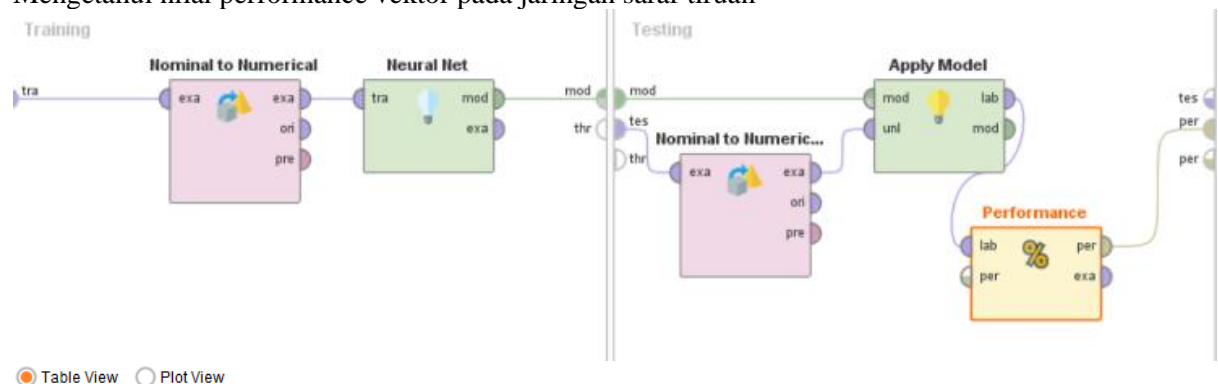 Mengetahui nilai performance vektor pada jaringan saraf tiruan
Training
Nominal to Numerical
Neural Net
tra
exa
exa
ori
pre
tra
mod
exa
mod
thr
Testing
Apply Model
mod
tes
thr
Nominal to Numeric...
exa
exa
ori
pre
mod
unl
lab
mod
Performance
lab
per
per
exa
%
tes
per
per
Table View
Plot View